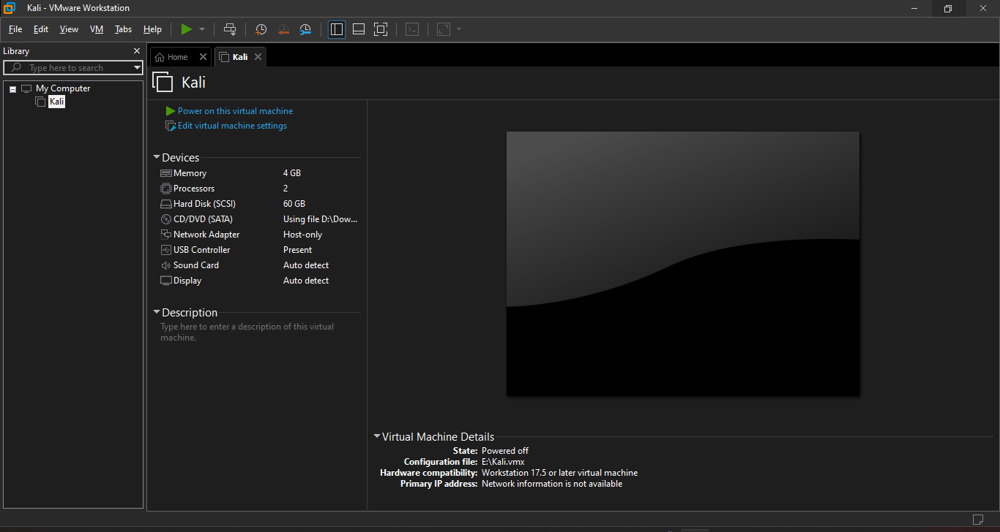 Kali - VMware Workstation
File Edit View VM Tabs Help
Library
Type here to search
My Computer
Kali
Home
Kali
Kali
Power on this virtual machine
Edit virtual machine settings
Devices
Memory 4 GB
Processors 2
Hard Disk (SCSI) 60 GB
CD/DVD (SATA) Using file D:\Dow...
Network Adapter Host-only
USB Controller Present
Sound Card Auto detect
Display Auto detect
Description
Type here to enter a description of this virtual
machine.
Virtual Machine Details
State: Powered off
Configuration file: E:\Kali.vmx
Hardware compatibility: Workstation 17.5 or later virtual machine
Primary IP address: Network information is not available